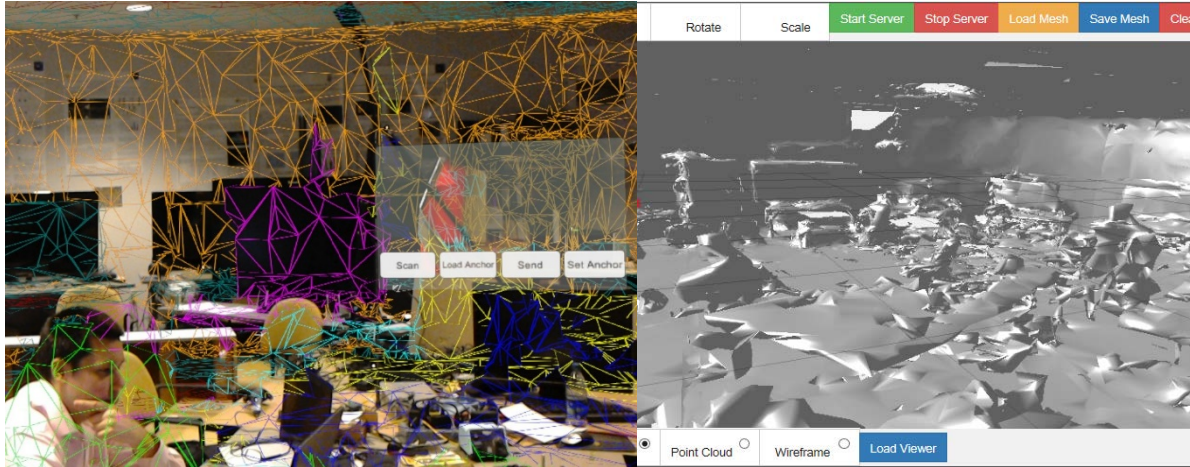 Scan
Load Anchor
Send
Set Anchor
Rotate
Scale
Start Server
Stop Server
Load Mesh
Save Mesh
Clea
Point Cloud
Wireframe
Load Viewer